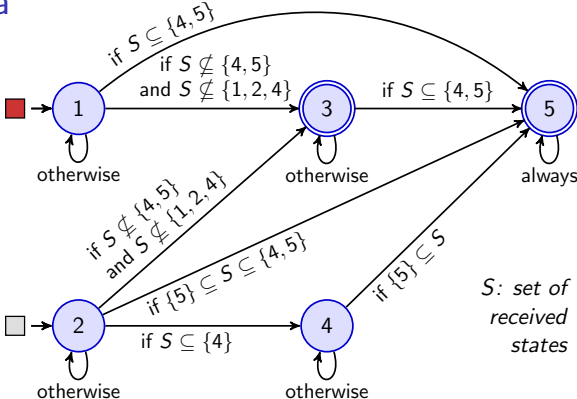 a
if S ⊆ {4,5}
if S ⊈ {4,5}
and S ⊈ {1,2,4}
if S ⊆ {4,5}
1
3
5
otherwise
otherwise
always
if S ⊈ {4,5}
and S ⊈ {1,2,4}
if {5} ⊆ S ⊆ {4,5}
if {5} ⊆ S
S: set of
received
states
2
if S ⊆ {4}
4
otherwise
otherwise